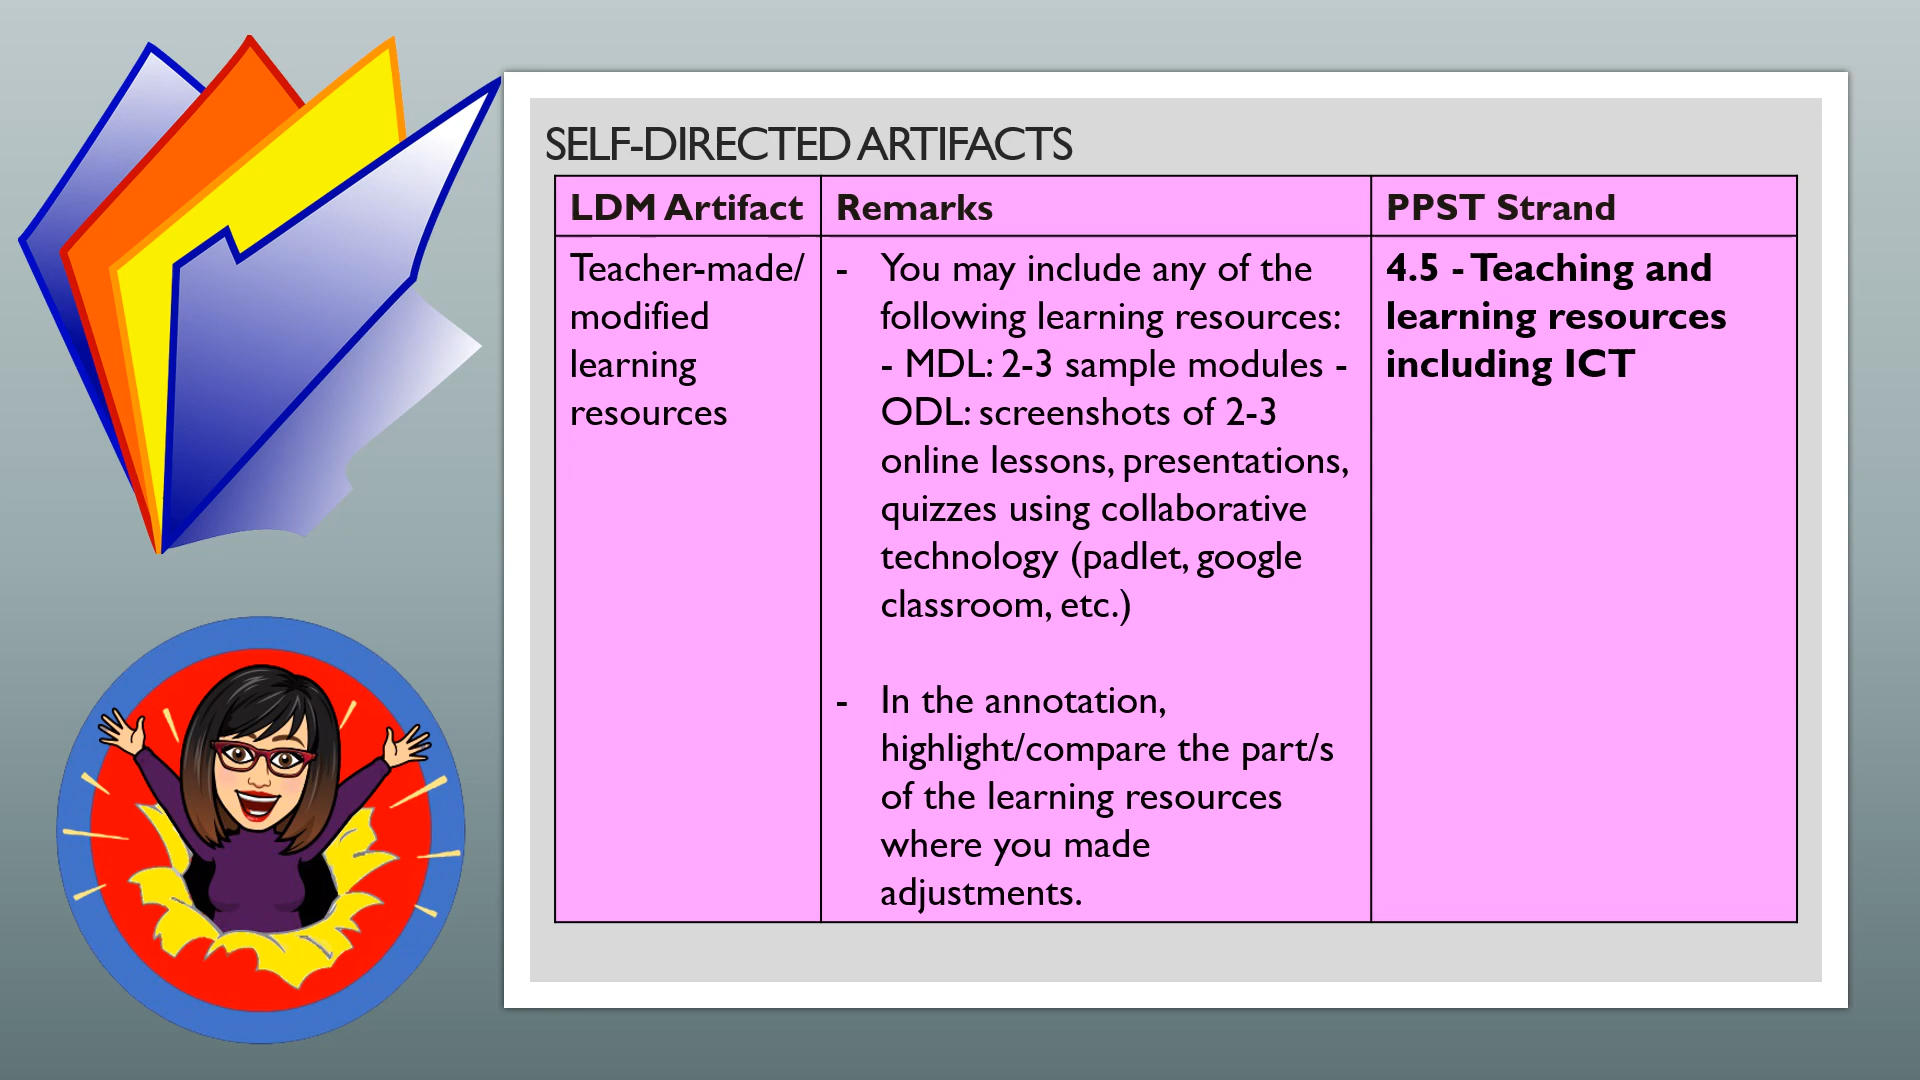 SELF-DIRECTED ARTIFACTS
LDM Artifact
Remarks
PPST Strand
Teacher-made/
modified
learning
resources
- You may include any of the
following learning resources:
- MDL: 2-3 sample modules -
ODL: screenshots of 2-3
online lessons, presentations,
quizzes using collaborative
technology (padlet, google
classroom, etc.)
- In the annotation,
highlight/compare the part/s
of the learning resources
where you made
adjustments.
4.5 - Teaching and
learning resources
including ICT